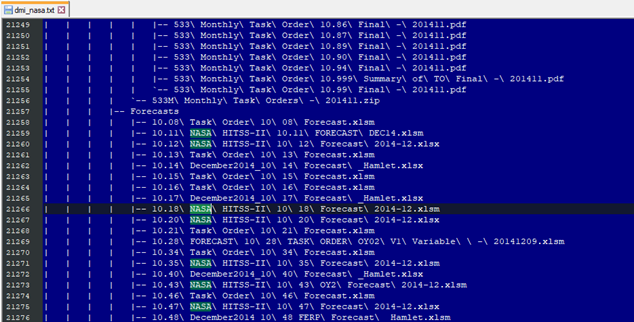 dmi_nasa.txt
21249 | | | | | |-- 533\ Monthly\ Task\ Order\ 10.86\ Final\ -\ 201411.pdf
21250 | | | | | |-- 533\ Monthly\ Task\ Order\ 10.87\ Final\ -\ 201411.pdf
21251 | | | | | |-- 533\ Monthly\ Task\ Order\ 10.89\ Final\ -\ 201411.pdf
21252 | | | | | |-- 533\ Monthly\ Task\ Order\ 10.90\ Final\ -\ 201411.pdf
21253 | | | | | |-- 533\ Monthly\ Task\ Order\ 10.94\ Final\ -\ 201411.pdf
21254 | | | | | |-- 533\ Monthly\ Task\ Order\ 10.999\ Summary\ of\ TO\ Final\ -\ 201411.pdf
21255 | | | | | `-- 533\ Monthly\ Task\ Order\ 10.99\ Final\ -\ 201411.pdf
21256 | | | | `-- 533M\ Monthly\ Task\ Orders\ -\ 201411.zip
21257 | | | |-- Forecasts
21258 | | | | |-- 10.08\ Task\ Order\ 10\ 08\ Forecast.xlsm
21259 | | | | |-- 10.11\ NASA\ HITSS-II\ 10.11\ FORECAST\ DEC14.xlsm
21260 | | | | |-- 10.12\ NASA\ HITSS-II\ 10\ 12\ Forecast\ 2014-12.xlsx
21261 | | | | |-- 10.13\ Task\ Order\ 10\ 13\ Forecast.xlsm
21262 | | | | |-- 10.14\ December2014_10\ 14\ Forecast\ _Hamlet.xlsx
21263 | | | | |-- 10.15\ Task\ Order\ 10\ 15\ Forecast.xlsm
21264 | | | | |-- 10.16\ Task\ Order\ 10\ 16\ Forecast.xlsm
21265 | | | | |-- 10.17\ December2014_10\ 17\ Forecast\ _Hamlet.xlsx
21266 | | | | |-- 10.18\ NASA\ HITSS-II\ 10\ 18\ Forecast\ 2014-12.xlsm
21267 | | | | |-- 10.20\ NASA\ HITSS-II\ 10\ 20\ Forecast\ 2014-12.xlsx
21268 | | | | |-- 10.21\ Task\ Order\ 10\ 21\ Forecast.xlsm
21269 | | | | |-- 10.28\ FORECAST\ 10\ 28\ TASK\ ORDER\ OY02\ V1\ Variable\ \ -\ 20141209.xlsm
21270 | | | | |-- 10.34\ Task\ Order\ 10\ 34\ Forecast.xlsm
21271 | | | | |-- 10.35\ NASA\ HITSS-II\ 10\ 35\ Forecast\ 2014-12.xlsm
21272 | | | | |-- 10.40\ December2014_10\ 40\ Forecast\ _Hamlet.xlsx
21273 | | | | |-- 10.43\ NASA\ HITSS-II\ 10\ 43\ OY2\ Forecast\ 2014-12.xlsm
21274 | | | | |-- 10.46\ Task\ Order\ 10\ 46\ Forecast.xlsm
21275 | | | | |-- 10.47\ NASA\ HITSS-II\ 10\ 47\ Forecast\ 2014-12.xlsx
21276 | | | | |-- 10.48\ December2014_10\ 48_FERP\ Forecast\ _Hamlet.xlsm